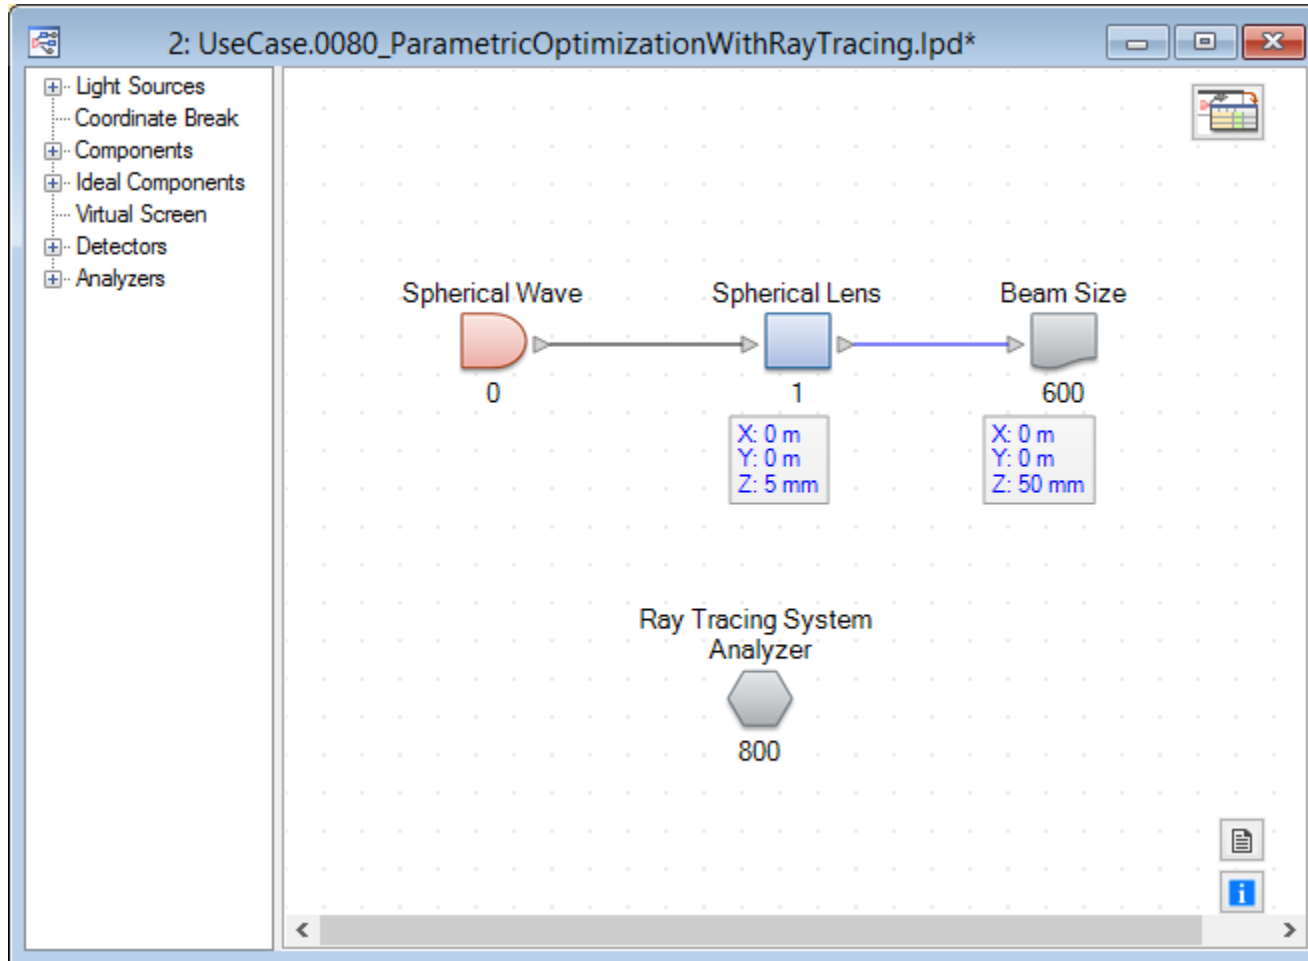 2: UseCase.0080_ParametricOptimizationWithRayTracing.lpd*
Light Sources
Coordinate Break
Components
Ideal Components
Virtual Screen
Detectors
Analyzers
Spherical Wave
0
Spherical Lens
1
X: 0 m
Y: 0 m
Z: 5 mm
Beam Size
600
X: 0 m
Y: 0 m
Z: 50 mm
Ray Tracing System
Analyzer
800